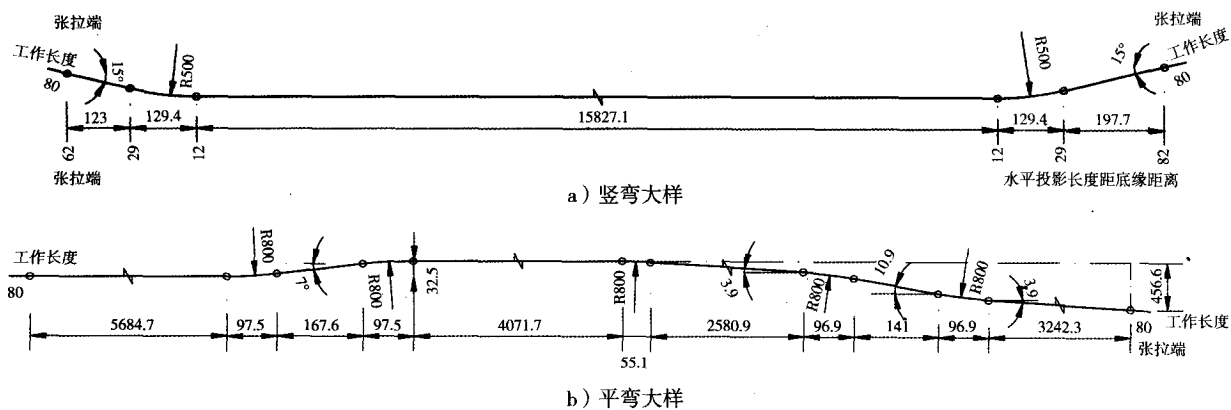 张拉端
张拉端
工作长度
工作长度
80
15°
R500
R500
15°
80
123
129.4
15827.1
129.4
197.7
62
29
12
12
29
82
张拉端
水平投影长度距底缘距离
a）竖弯大样
工作长度
80
R800
7°
R800
32.5
R800
3.9
R800
10.9
R800
3.9
456.6
5684.7
97.5
167.6
97.5
4071.7
55.1
2580.9
96.9
141
96.9
3242.3
80
工作长度
张拉端
b）平弯大样